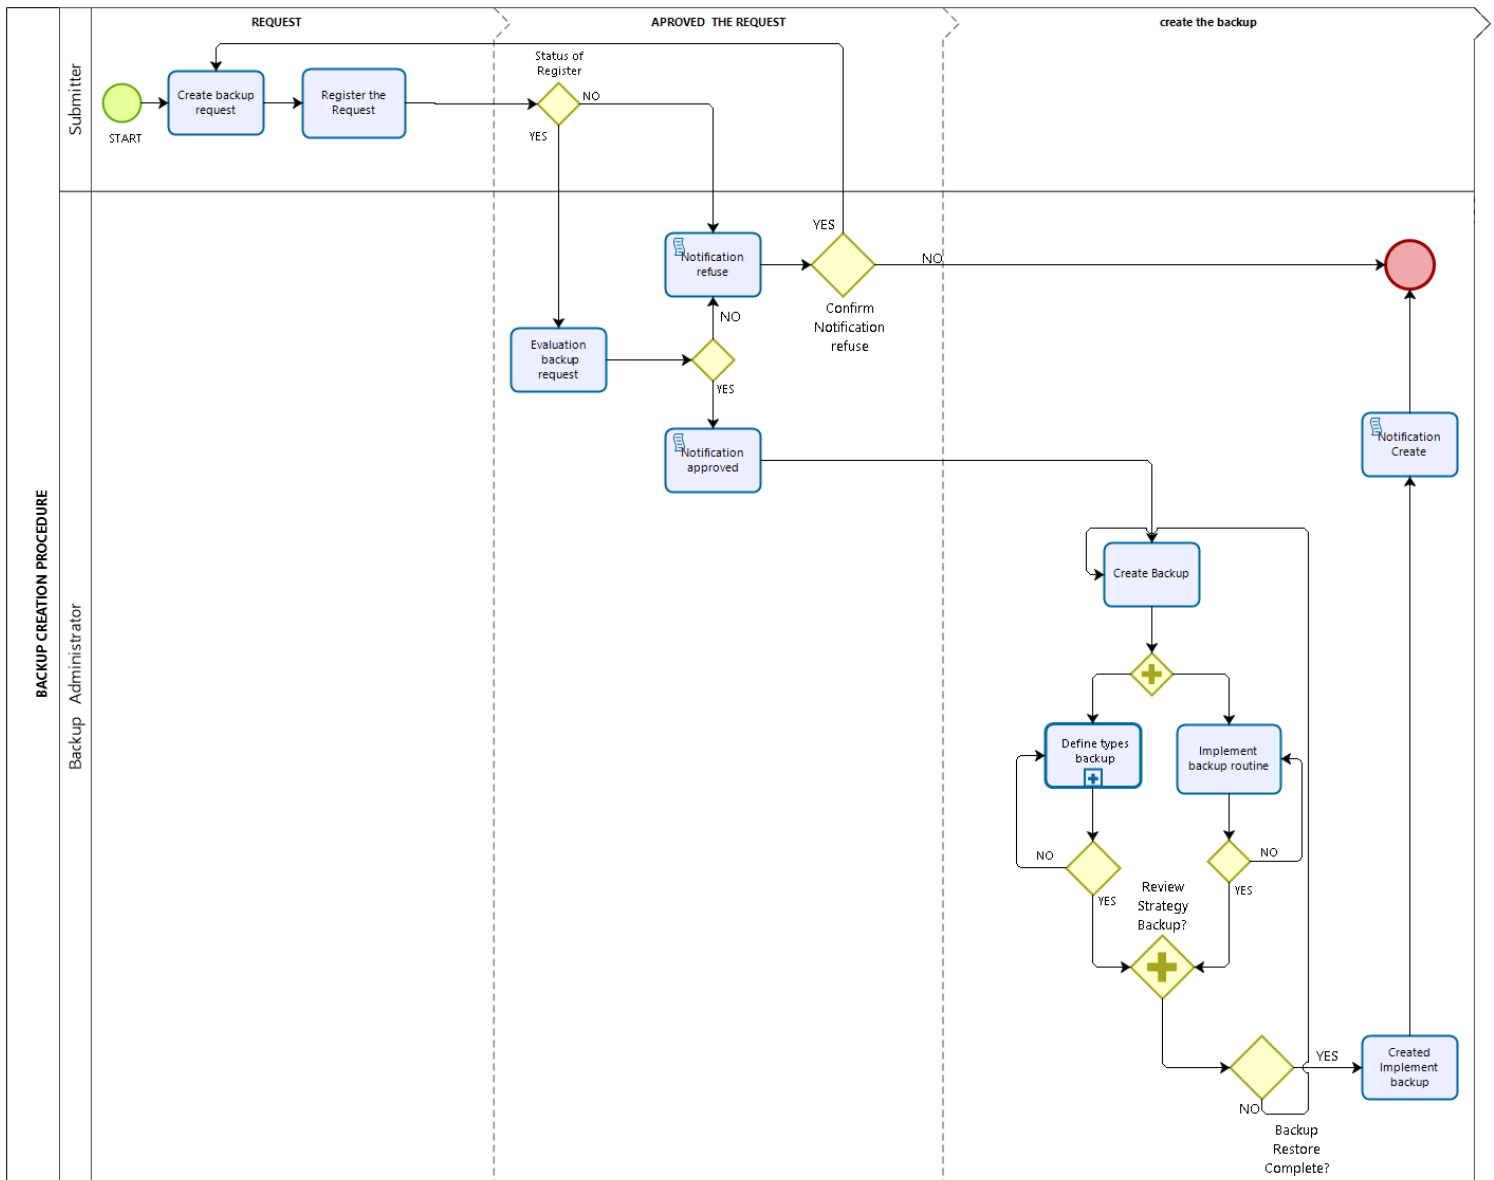 REQUEST
APROVED THE REQUEST
create the backup
BACKUP CREATION PROCEDURE
Submitter
START
Create backup
request
Register the
Request
Status of
Register
NO
YES
Backup Administrator
Notification
refuse
YES
NO
Confirm
Notification
refuse
Evaluation
backup
request
NO
YES
Notification
approved
Notification
Create
Create Backup
Define types
backup
Implement
backup routine
NO
YES
NO
YES
Review
Strategy
Backup?
YES
NO
Backup
Restore
Complete?
Created
Implement
backup